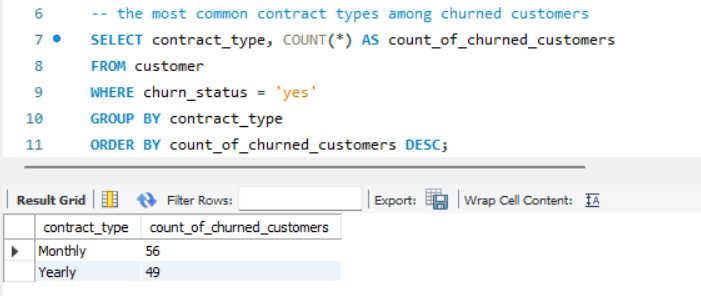 6 -- the most common contract types among churned customers
7 SELECT contract_type, COUNT(*) AS count_of_churned_customers
8 FROM customer
9 WHERE churn_status = 'yes'
10 GROUP BY contract_type
11 ORDER BY count_of_churned_customers DESC;
Result Grid Filter Rows: Export: Wrap Cell Content: IA
contract_type count_of_churned_customers
Monthly 56
Yearly 49